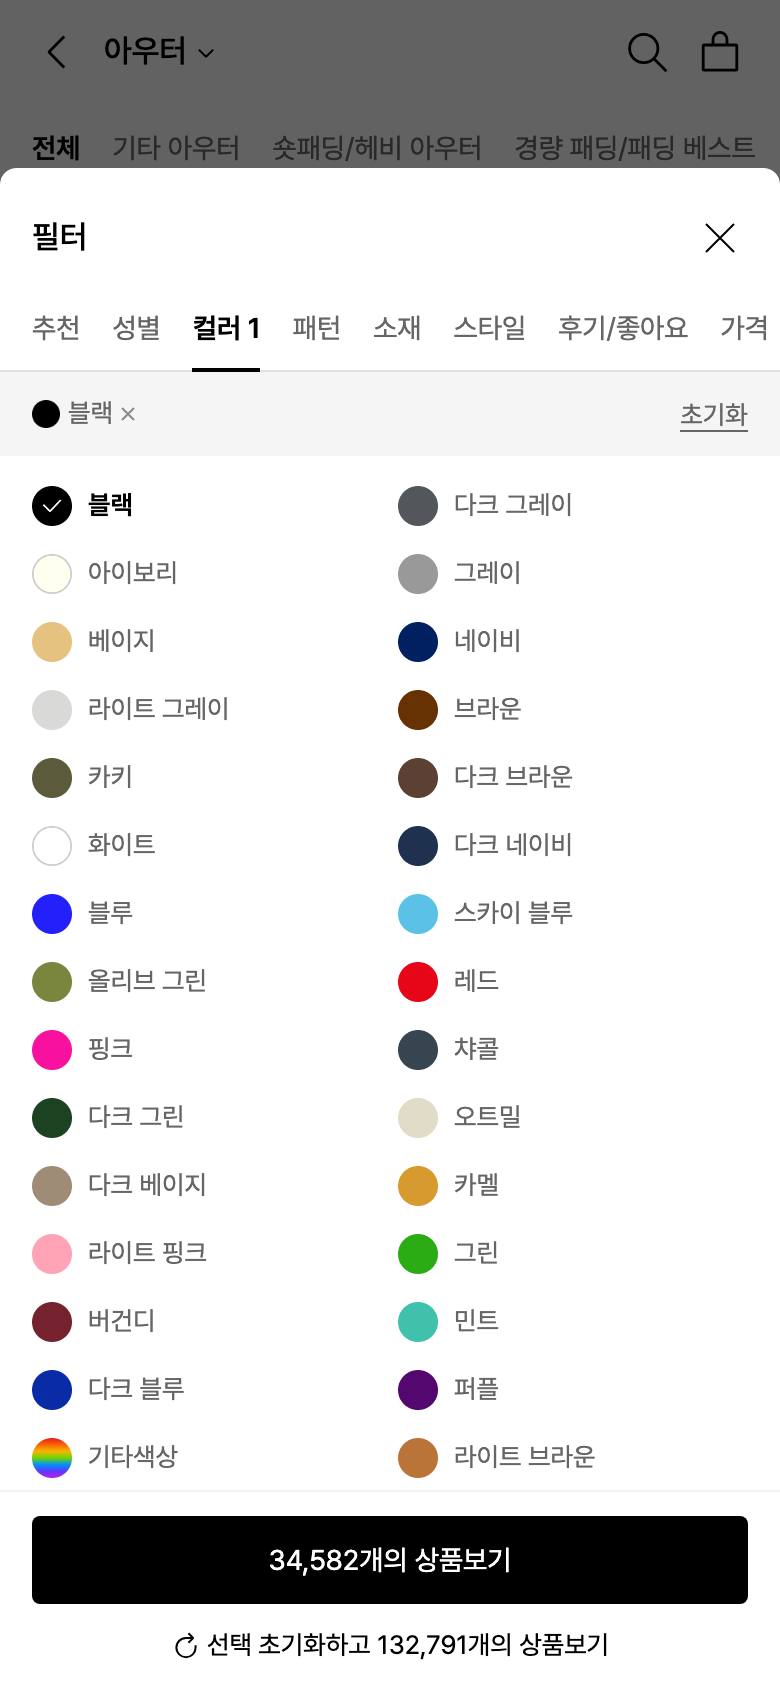 아우터
전체 기타 아우터 숏패딩/헤비 아우터 경량 패딩/패딩 베스트
필터
추천 성별 컬러 1 패턴 소재 스타일 후기/좋아요 가격
블랙 초기화
블랙 다크 그레이
아이보리 그레이
베이지 네이비
라이트 그레이 브라운
카키 다크 브라운
화이트 다크 네이비
블루 스카이 블루
올리브 그린 레드
핑크 챠콜
다크 그린 오트밀
다크 베이지 카멜
라이트 핑크 그린
버건디 민트
다크 블루 퍼플
기타색상 라이트 브라운
34,582개의 상품보기
선택 초기화하고 132,791개의 상품보기